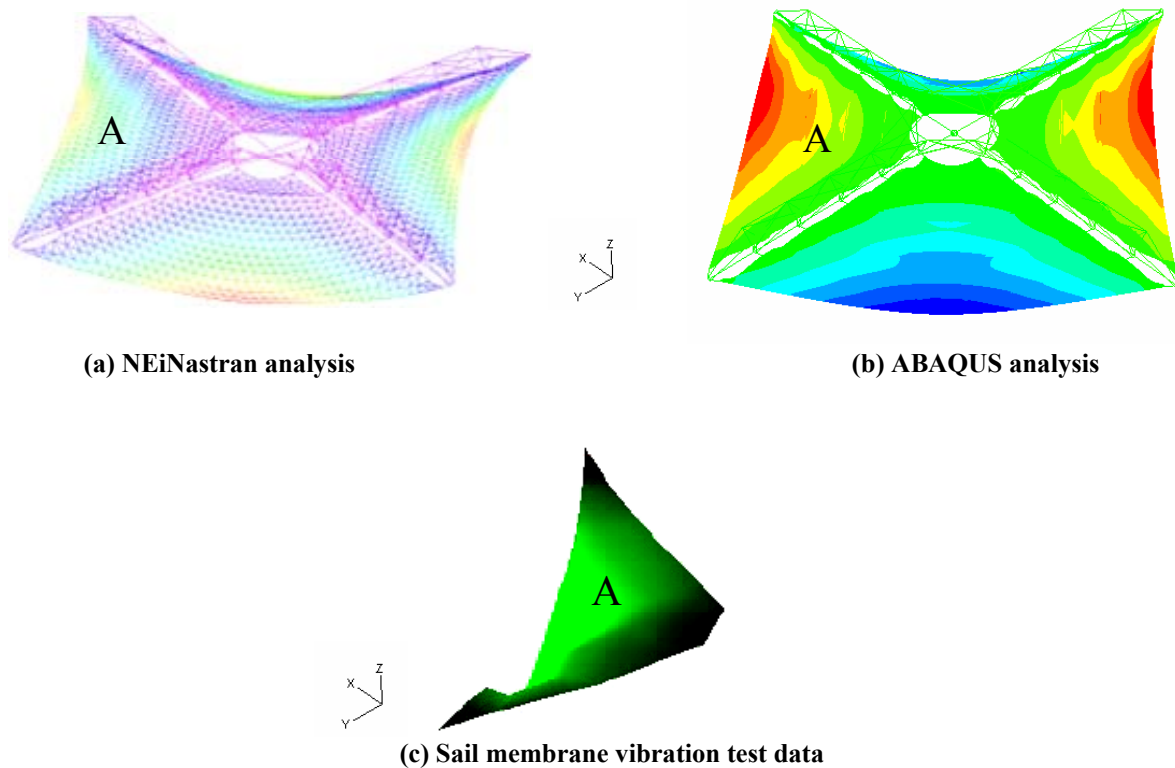 A
A
X
Z
Y
(a) NEiNastran analysis
(b) ABAQUS analysis
A
X
Z
Y
(c) Sail membrane vibration test data